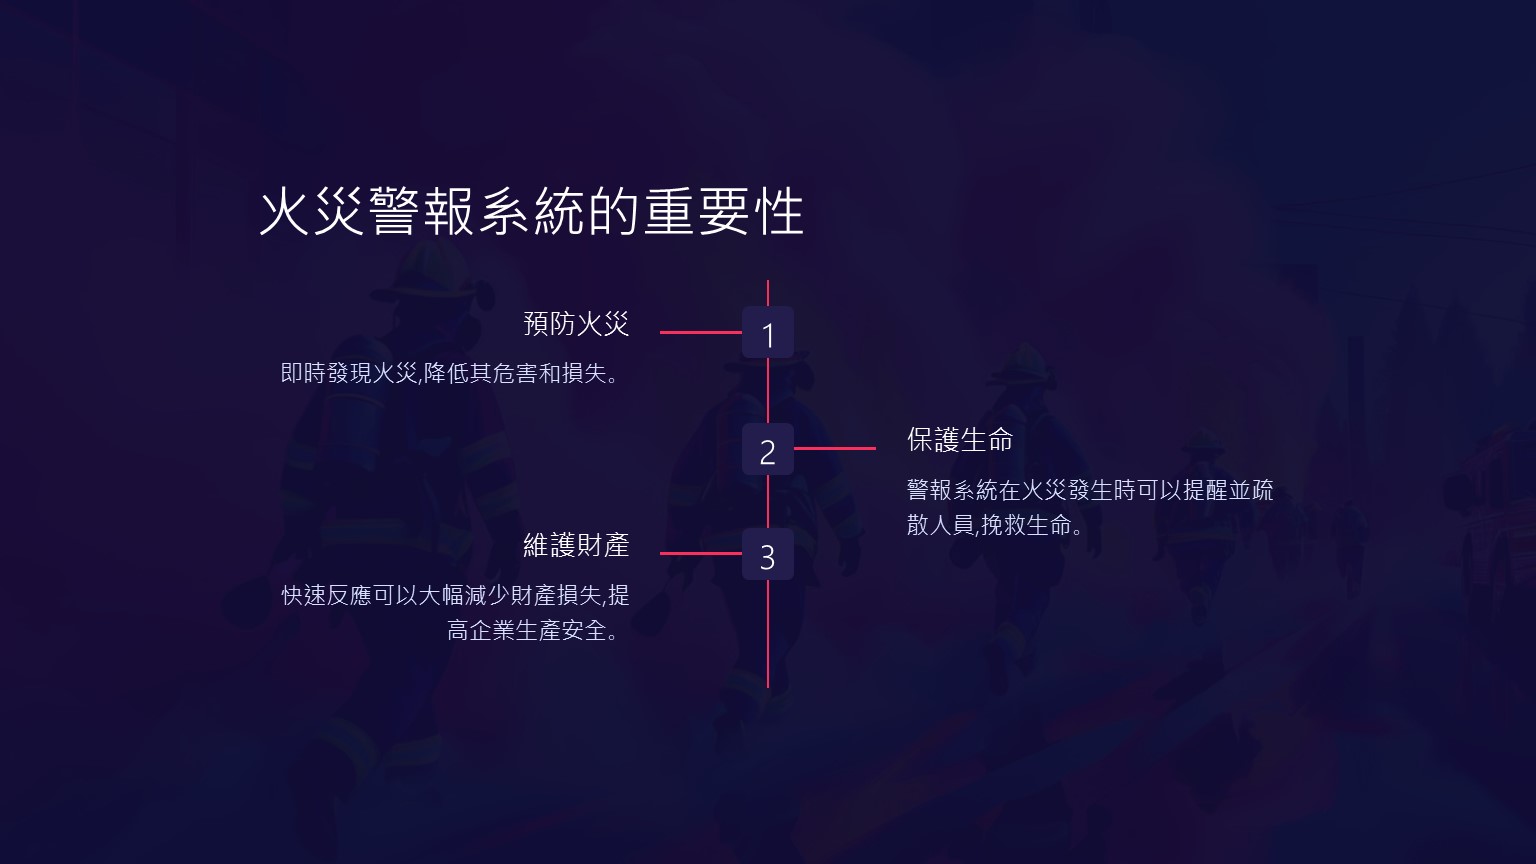 火災警報系統的重要性
1
預防火災
即時發現火災,降低其危害和損失。
2
保護生命
警報系統在火災發生時可以提醒並疏
散人員,挽救生命。
3
維護財產
快速反應可以大幅減少財產損失,提
高企業生產安全。